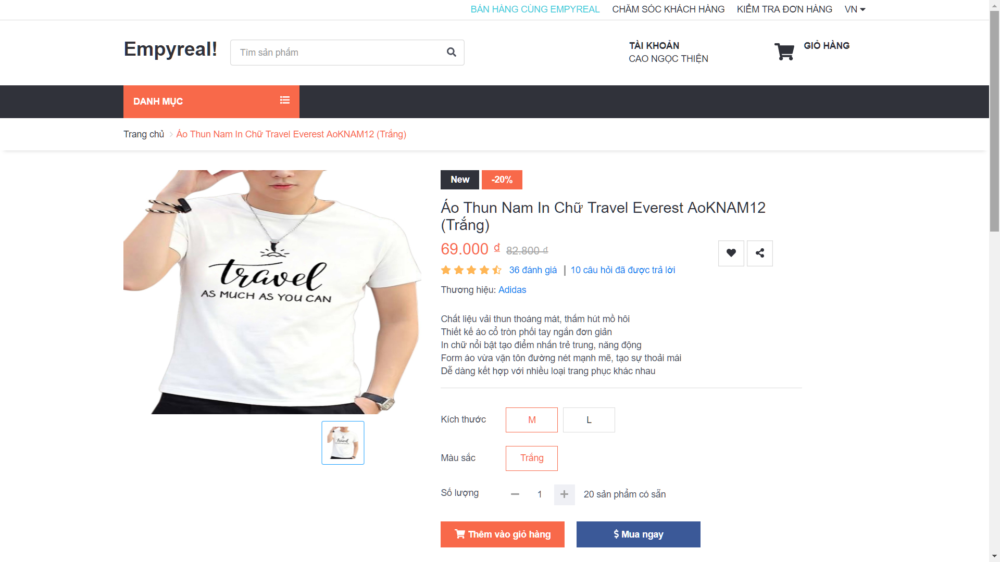 BÁN HÀNG CÙNG EMPYREAL CHĂM SÓC KHÁCH HÀNG KIỂM TRA ĐƠN HÀNG VN
Empyreal!
Tìm sản phẩm
TÀI KHOẢN
CAO NGỌC THIỆN
GIỎ HÀNG
DANH MỤC
Trang chủ Áo Thun Nam In Chữ Travel Everest AoKNAM12 (Trắng)
travel
AS MUCH AS YOU CAN
New -20%
Áo Thun Nam In Chữ Travel Everest AoKNAM12
(Trắng)
69.000 ₫ 82.800 ₫
36 đánh giá | 10 câu hỏi đã được trả lời
Thương hiệu: Adidas
Chất liệu vải thun thoáng mát, thấm hút mồ hôi
Thiết kế áo cổ tròn phối tay ngắn đơn giản
In chữ nổi bật tạo điểm nhấn trẻ trung, năng động
Form áo vừa vặn tôn đường nét mạnh mẽ, tạo sự thoải mái
Dễ dàng kết hợp với nhiều loại trang phục khác nhau
Kích thước M L
travel
Màu sắc Trắng
Số lượng − 1 + 20 sản phẩm có sẵn
Thêm vào giỏ hàng $ Mua ngay